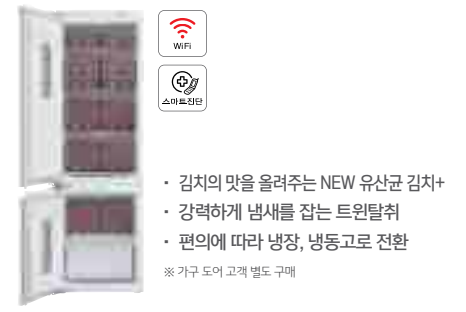 WiFi
스마트진단
· 김치의 맛을 올려주는 NEW 유산균 김치+
· 강력하게 냄새를 잡는 트윈탈취
· 편의에 따라 냉장, 냉동고로 전환
※ 가구 도어 고객 별도 구매